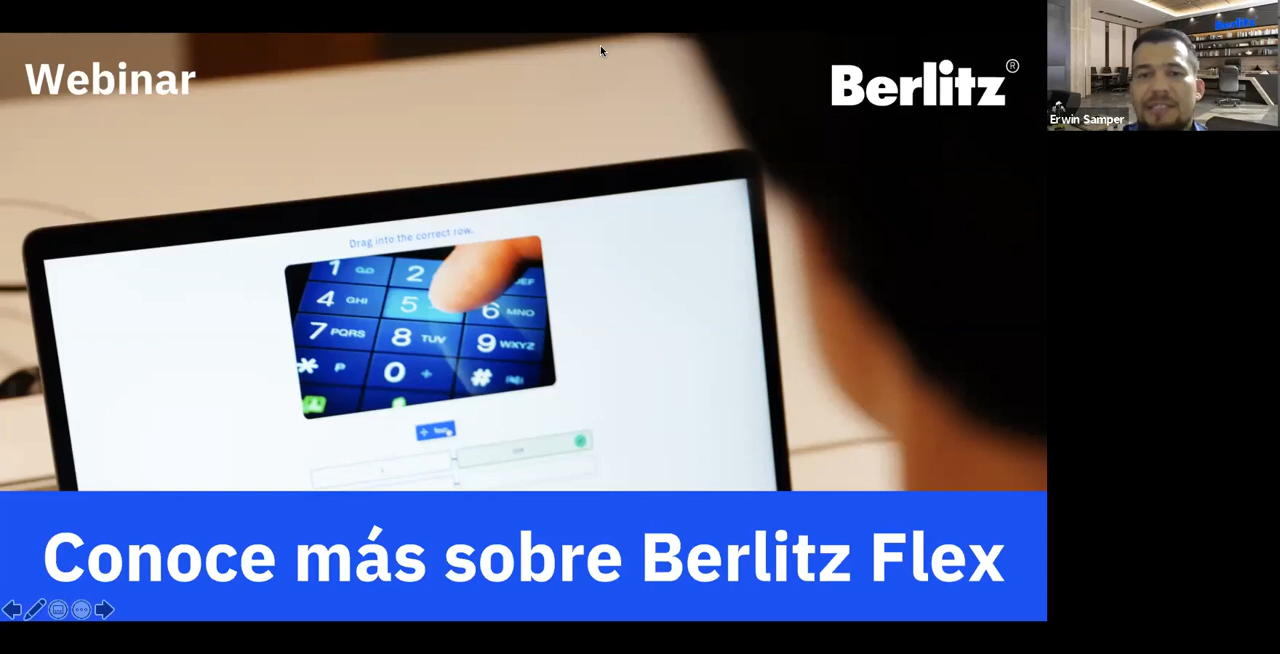 Webinar
Berlitz®
Berlitz
Erwin Samper
Drag into the correct row.
1
2
4 GHI
5
6 MNO
7 PQRS
8 TUV
9 WXYZ
* P
0 +
#
Conoce más sobre Berlitz Flex